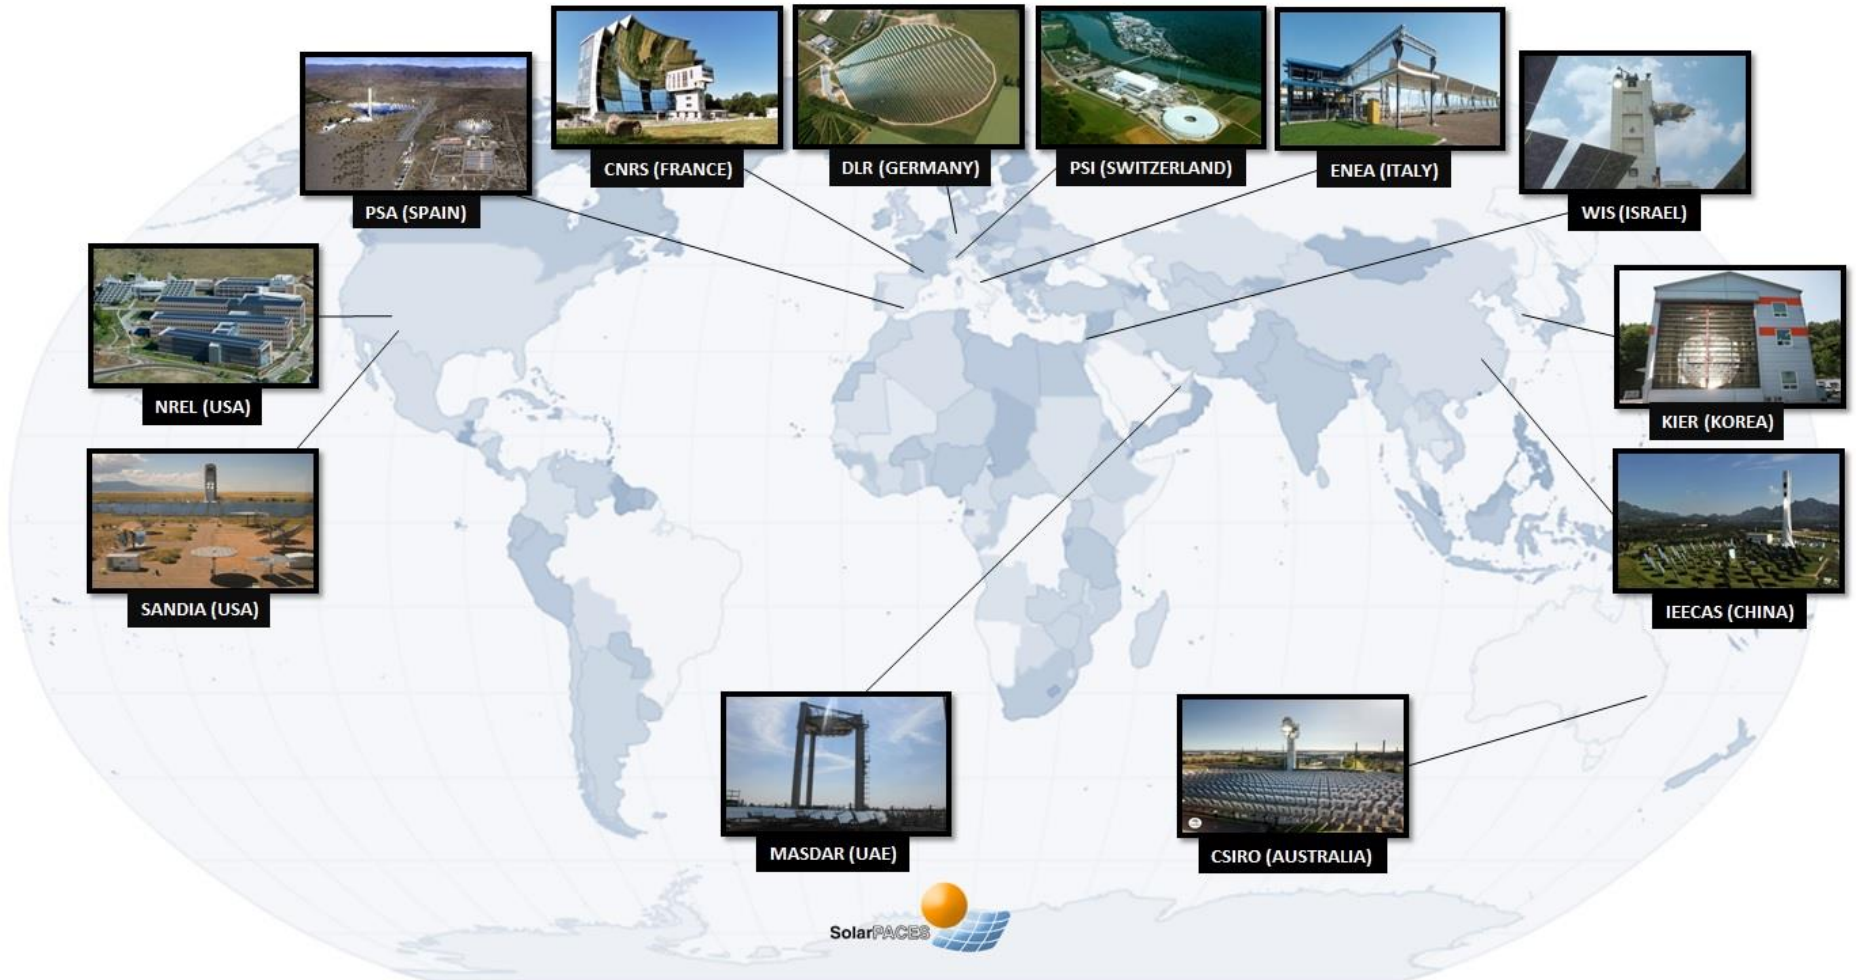 CNRS (FRANCE)
DLR (GERMANY)
PSI (SWITZERLAND)
ENEA (ITALY)
PSA (SPAIN)
WIS (ISRAEL)
NREL (USA)
KIER (KOREA)
SANDIA (USA)
IEECAS (CHINA)
MASDAR (UAE)
CSIRO (AUSTRALIA)
SolarPACES